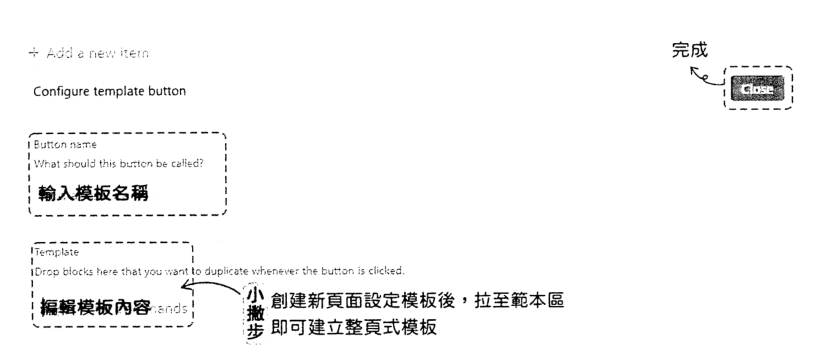 + Add a new item
完成
Configure template button
Close
Button name
What should this button be called?
輸入模板名稱
Template
Drop blocks here that you want to duplicate whenever the button is clicked.
編輯模板內容
小撇步
創建新頁面設定模板後，拉至範本區
即可建立整頁式模板